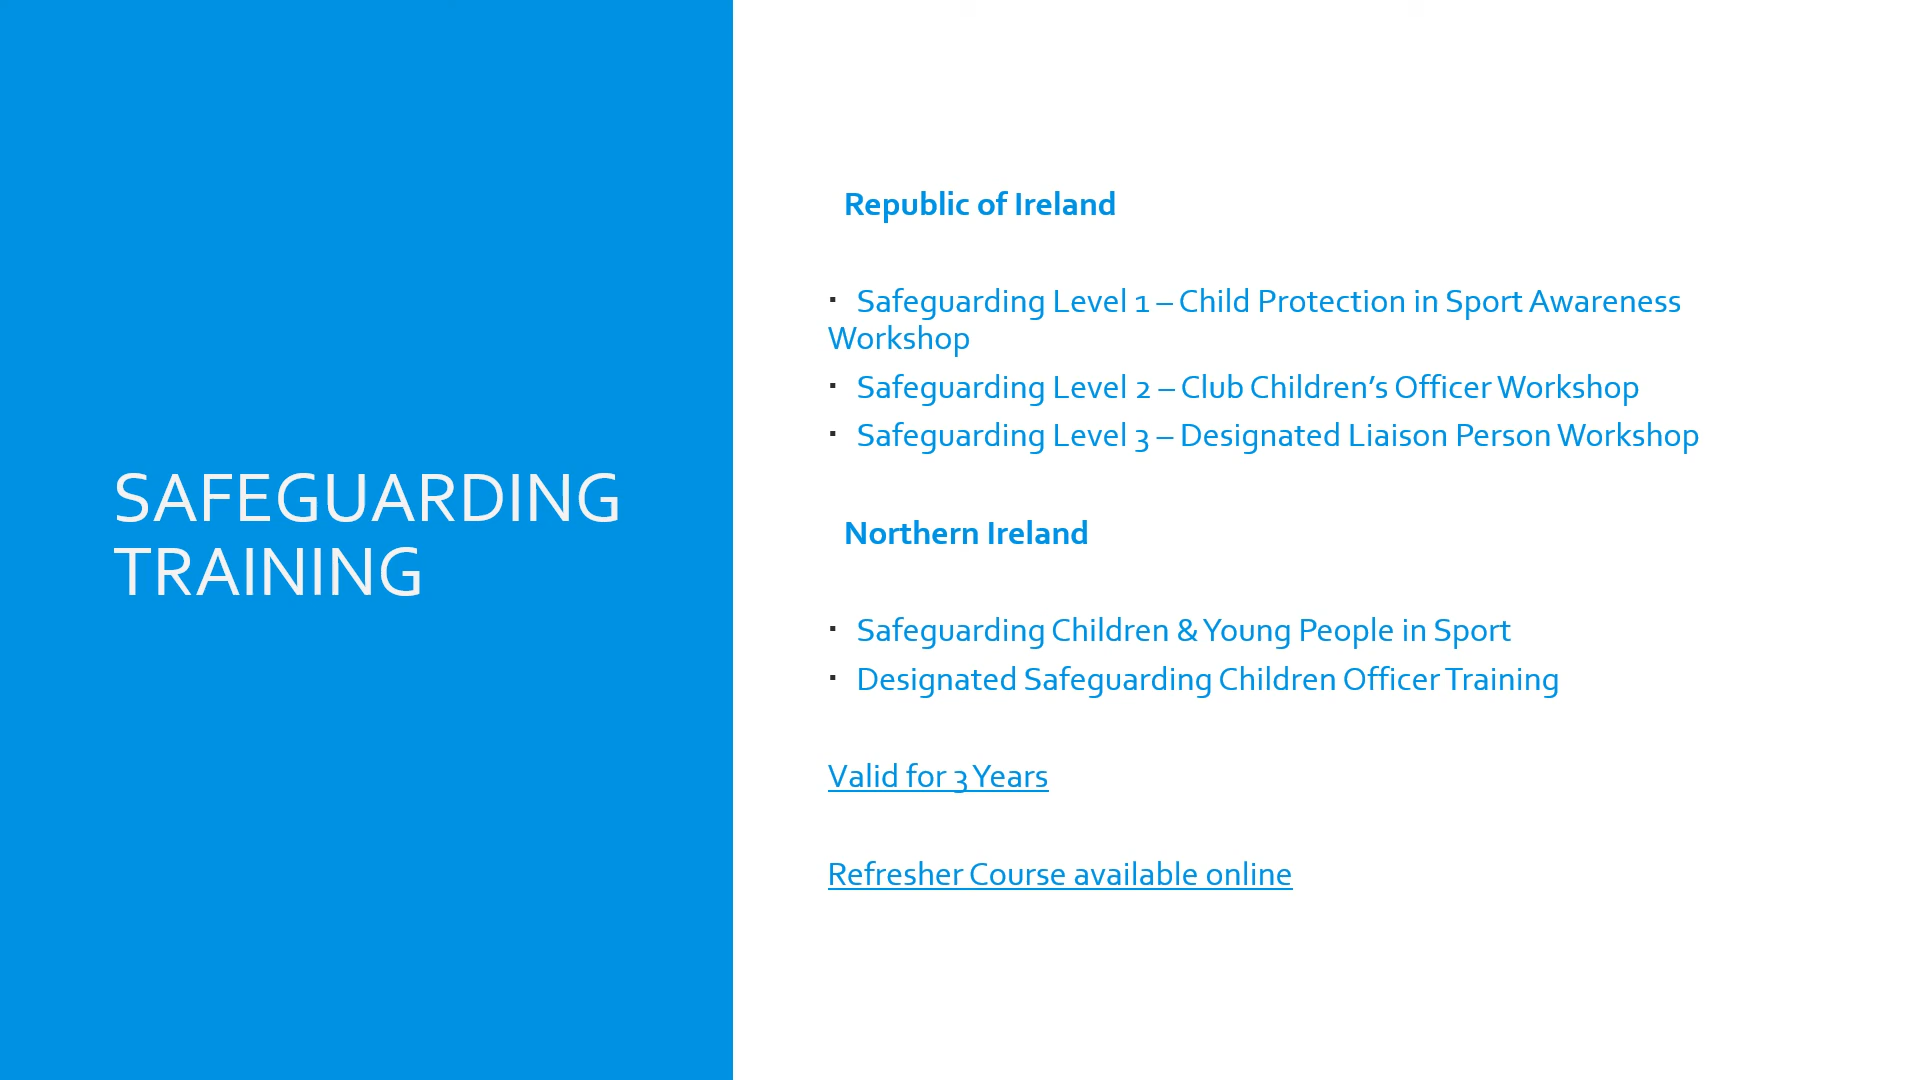 SAFEGUARDING
TRAINING
Republic of Ireland
▪ Safeguarding Level 1 – Child Protection in Sport Awareness
Workshop
▪ Safeguarding Level 2 – Club Children’s Officer Workshop
▪ Safeguarding Level 3 – Designated Liaison Person Workshop
Northern Ireland
▪ Safeguarding Children & Young People in Sport
▪ Designated Safeguarding Children Officer Training
Valid for 3 Years
Refresher Course available online